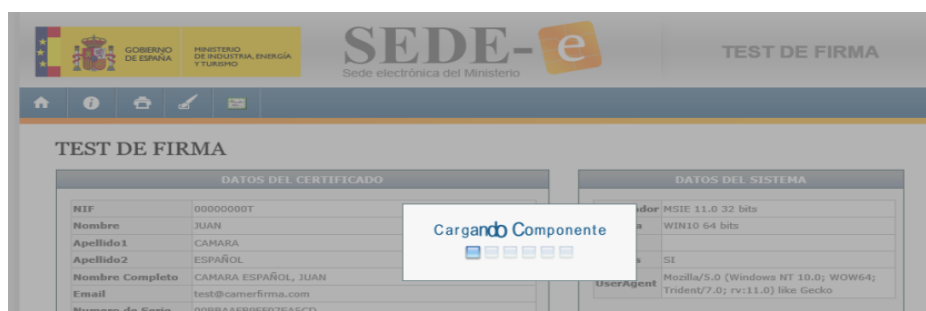 GOBIERNO
DE ESPAÑA
MINISTERIO
DE INDUSTRIA, ENERGÍA
Y TURISMO
SEDE-e
Sede electrónica del Ministerio
TEST DE FIRMA
TEST DE FIRMA
DATOS DEL CERTIFICADO
NIF 00000000T
Nombre JUAN
Apellido1 CAMARA
Apellido2 ESPAÑOL
Nombre Completo CAMARA ESPAÑOL, JUAN
Email test@camerfirma.com
Numero de Serie
Cargando Componente
DATOS DEL SISTEMA
MSIE 11.0 32 bits
WIN10 64 bits
SI
UserAgent Mozilla/5.0 (Windows NT 10.0; WOW64;
Trident/7.0; rv:11.0) like Gecko